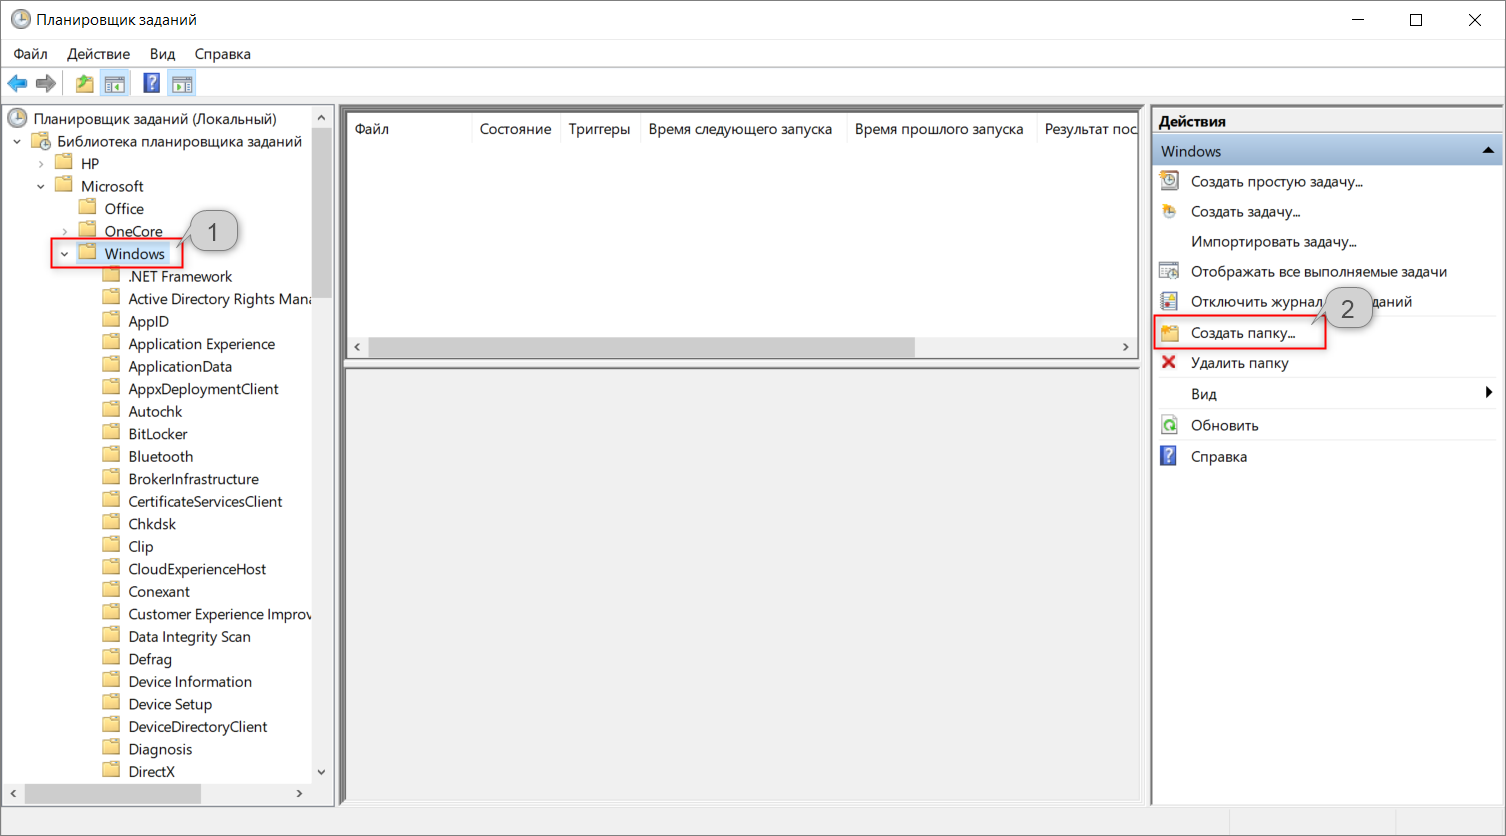 Планировщик заданий
Файл Действие Вид Справка
Планировщик заданий (Локальный)
Библиотека планировщика заданий
HP
Microsoft
Office
OneCore
1
Windows
.NET Framework
Active Directory Rights Mana
AppID
Application Experience
ApplicationData
AppxDeploymentClient
Autochk
BitLocker
Bluetooth
BrokerInfrastructure
CertificateServicesClient
Chkdsk
Clip
CloudExperienceHost
Conexant
Customer Experience Improv
Data Integrity Scan
Defrag
Device Information
Device Setup
DeviceDirectoryClient
Diagnosis
DirectX
Файл Состояние Триггеры Время следующего запуска Время прошлого запуска Результат пос
Действия
Windows
Создать простую задачу...
Создать задачу...
Импортировать задачу...
Отображать все выполняемые задачи
Отключить журнал даний
2
Создать папку...
Удалить папку
Вид
Обновить
Справка